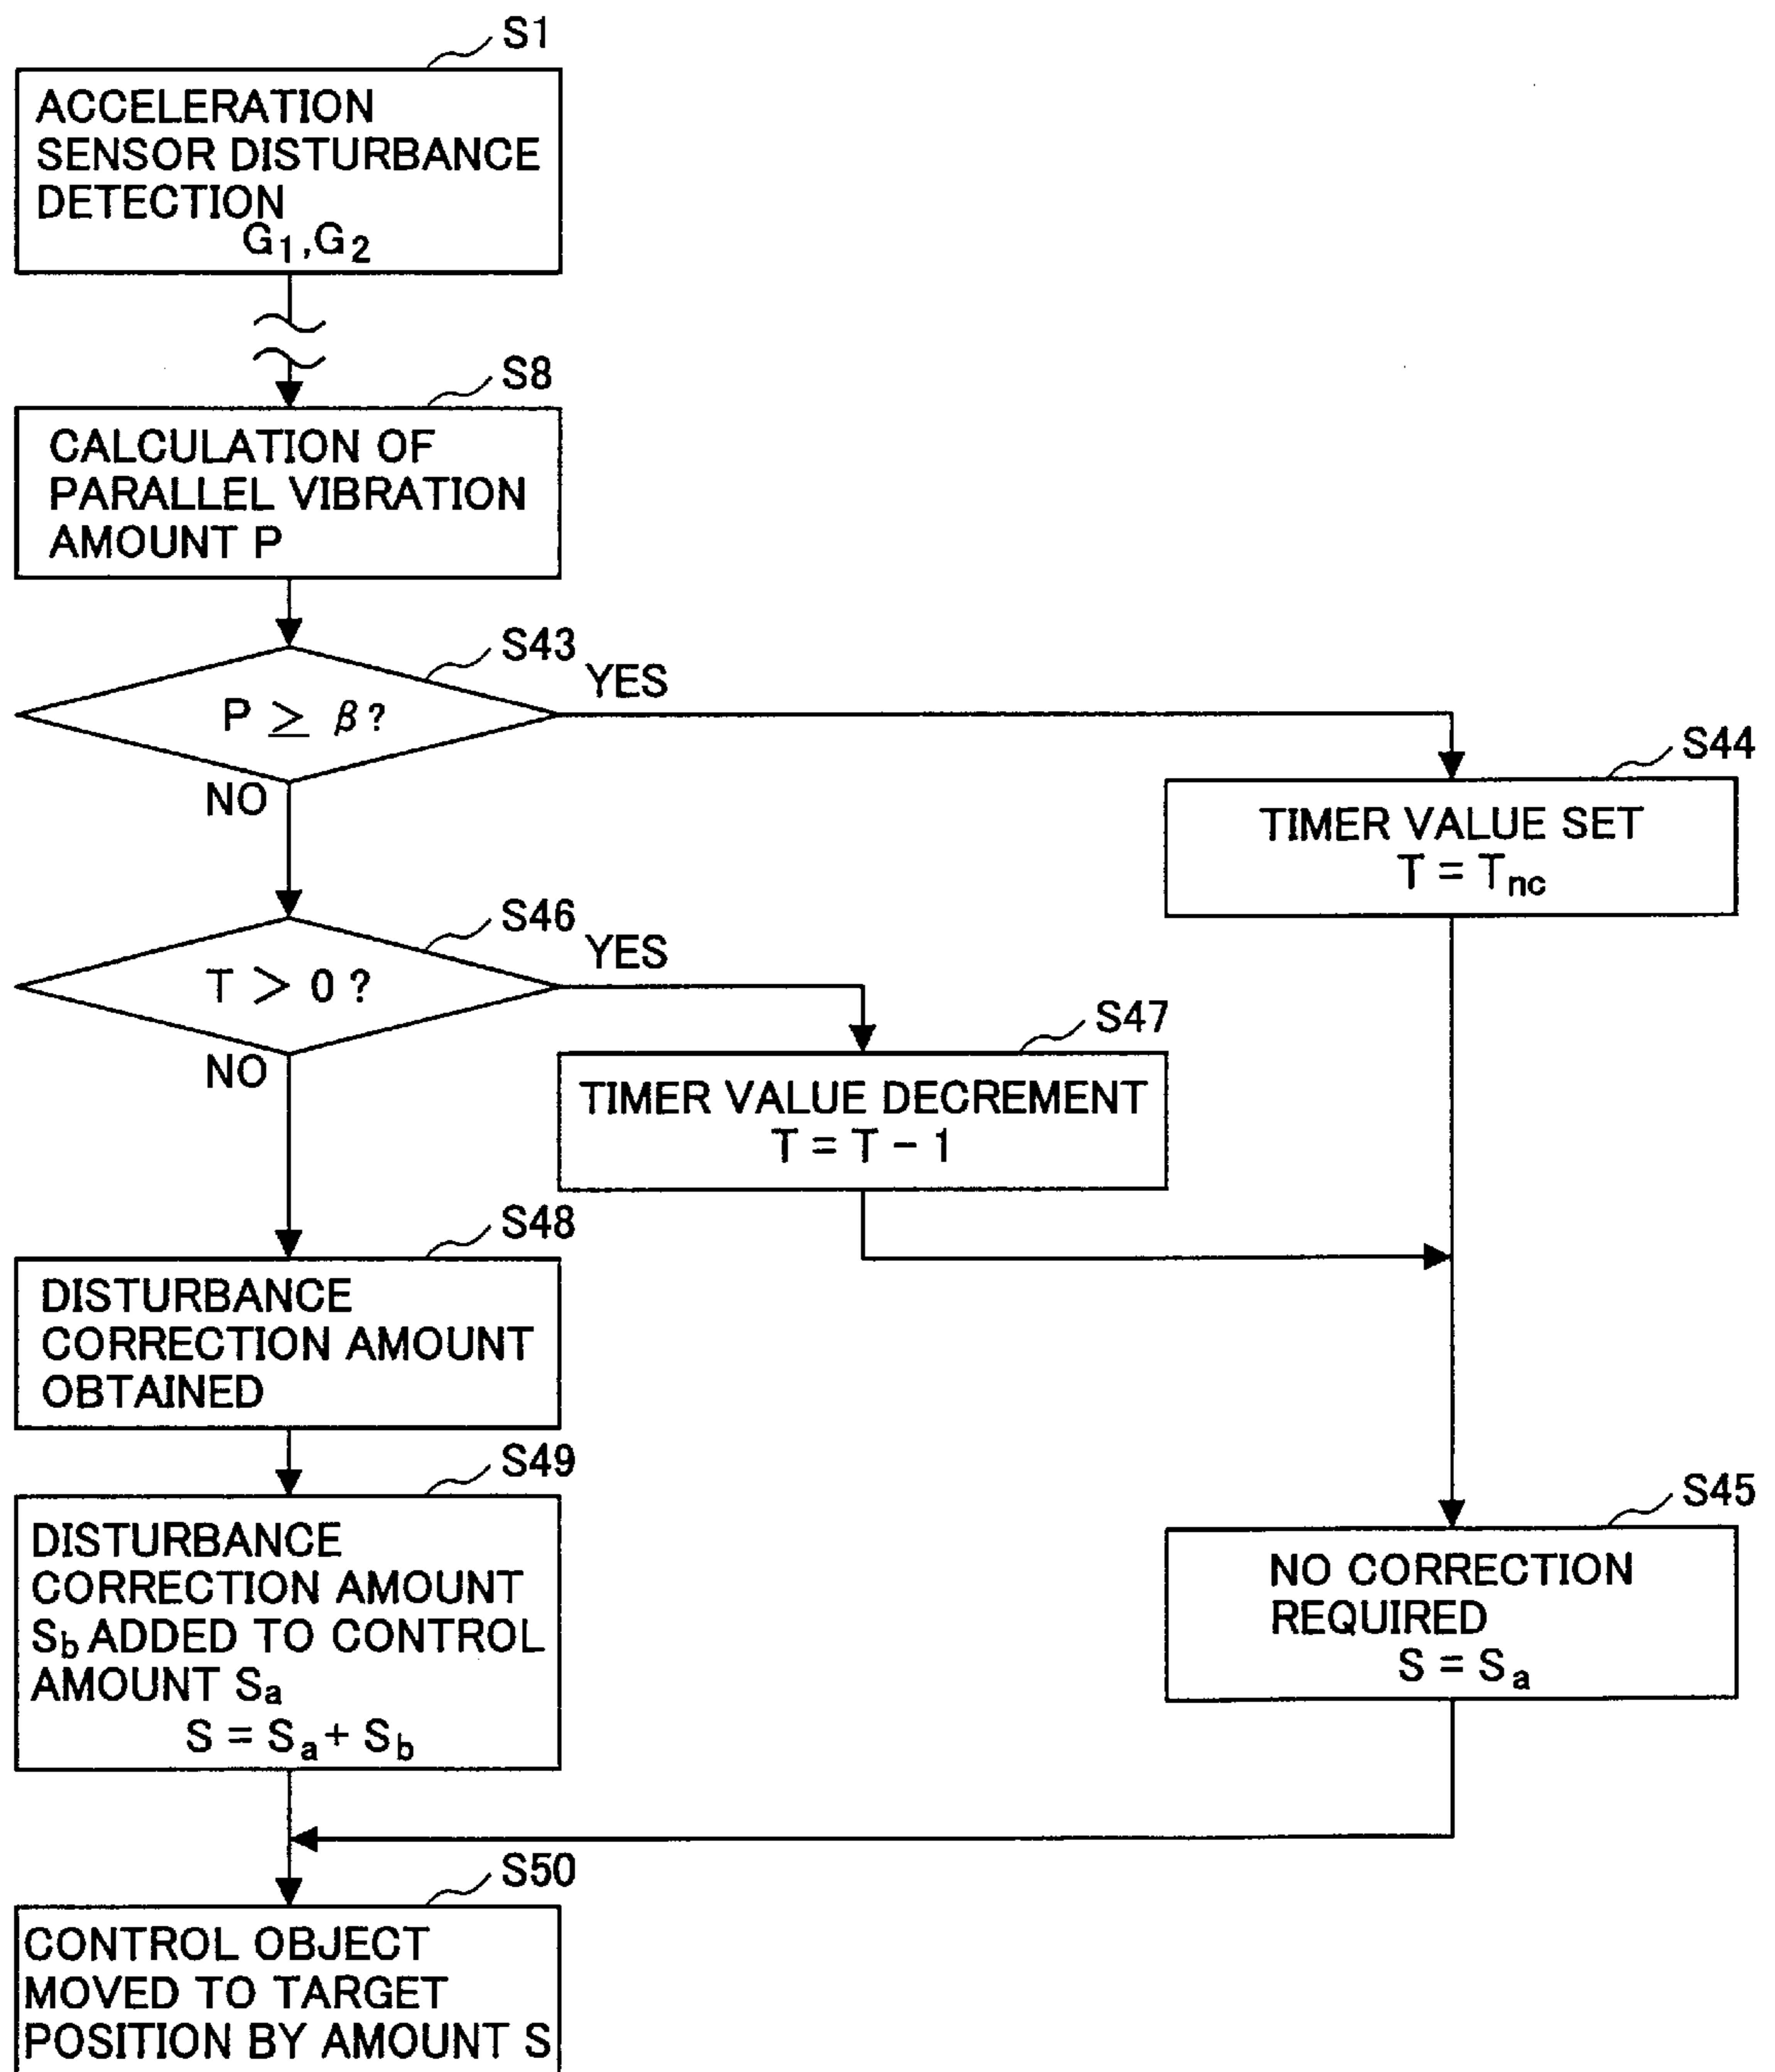 S1
ACCELERATION
SENSOR DISTURBANCE
DETECTION
G1,G2
S8
CALCULATION OF
PARALLEL VIBRATION
AMOUNT P
S43
P ≥ β?
YES
NO
S44
TIMER VALUE SET
T = Tnc
S46
T > 0?
YES
NO
S47
TIMER VALUE DECREMENT
T = T - 1
S48
DISTURBANCE
CORRECTION AMOUNT
OBTAINED
S49
DISTURBANCE
CORRECTION AMOUNT
Sb ADDED TO CONTROL
AMOUNT Sa
S = Sa + Sb
S45
NO CORRECTION
REQUIRED
S = Sa
S50
CONTROL OBJECT
MOVED TO TARGET
POSITION BY AMOUNT S